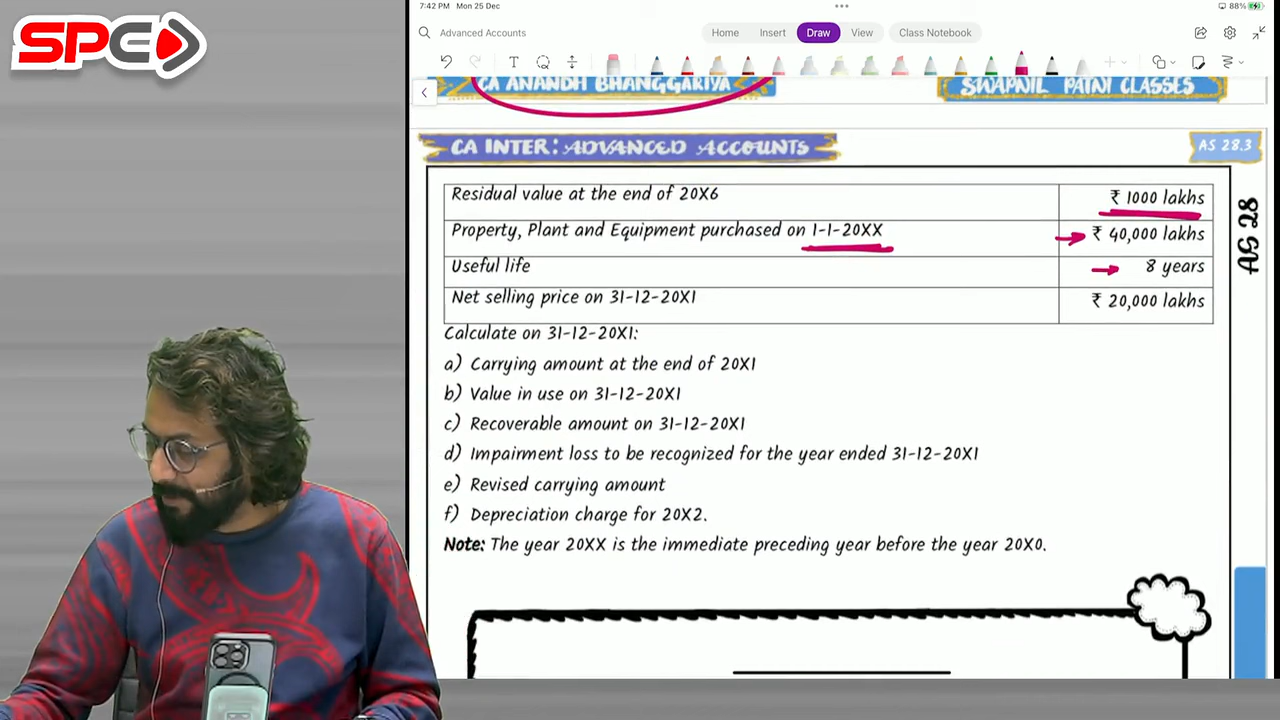 SPC
7:42 PM Mon 25 Dec
88%
Advanced Accounts
Home Insert Draw View Class Notebook
CA ANANDH BHANGGARIYA
SWAPNIL PATNI CLASSES
CA INTER: ADVANCED ACCOUNTS
AS 28.3
AS 28
Residual value at the end of 20X6 ₹ 1000 lakhs
Property, Plant and Equipment purchased on 1-1-20XX ₹ 40,000 lakhs
Useful life 8 years
Net selling price on 31-12-20X1 ₹ 20,000 lakhs
Calculate on 31-12-20X1:
a) Carrying amount at the end of 20X1
b) Value in use on 31-12-20X1
c) Recoverable amount on 31-12-20X1
d) Impairment loss to be recognized for the year ended 31-12-20X1
e) Revised carrying amount
f) Depreciation charge for 20X2.
Note: The year 20XX is the immediate preceding year before the year 20X0.